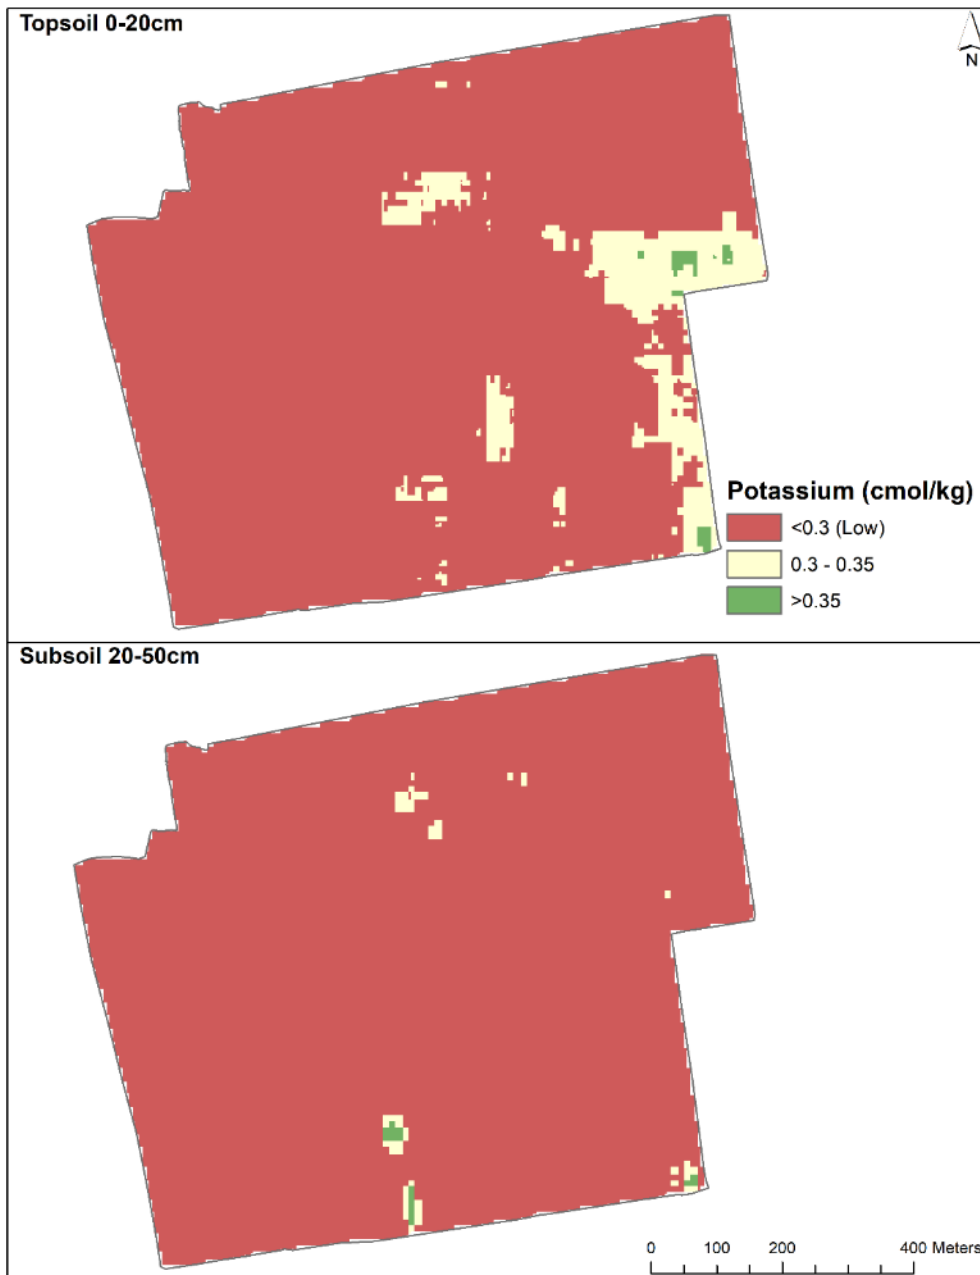 Topsoil 0-20cm
N
Potassium (cmol/kg)
<0.3 (Low)
0.3 - 0.35
>0.35
Subsoil 20-50cm
0 100 200 400 Meters